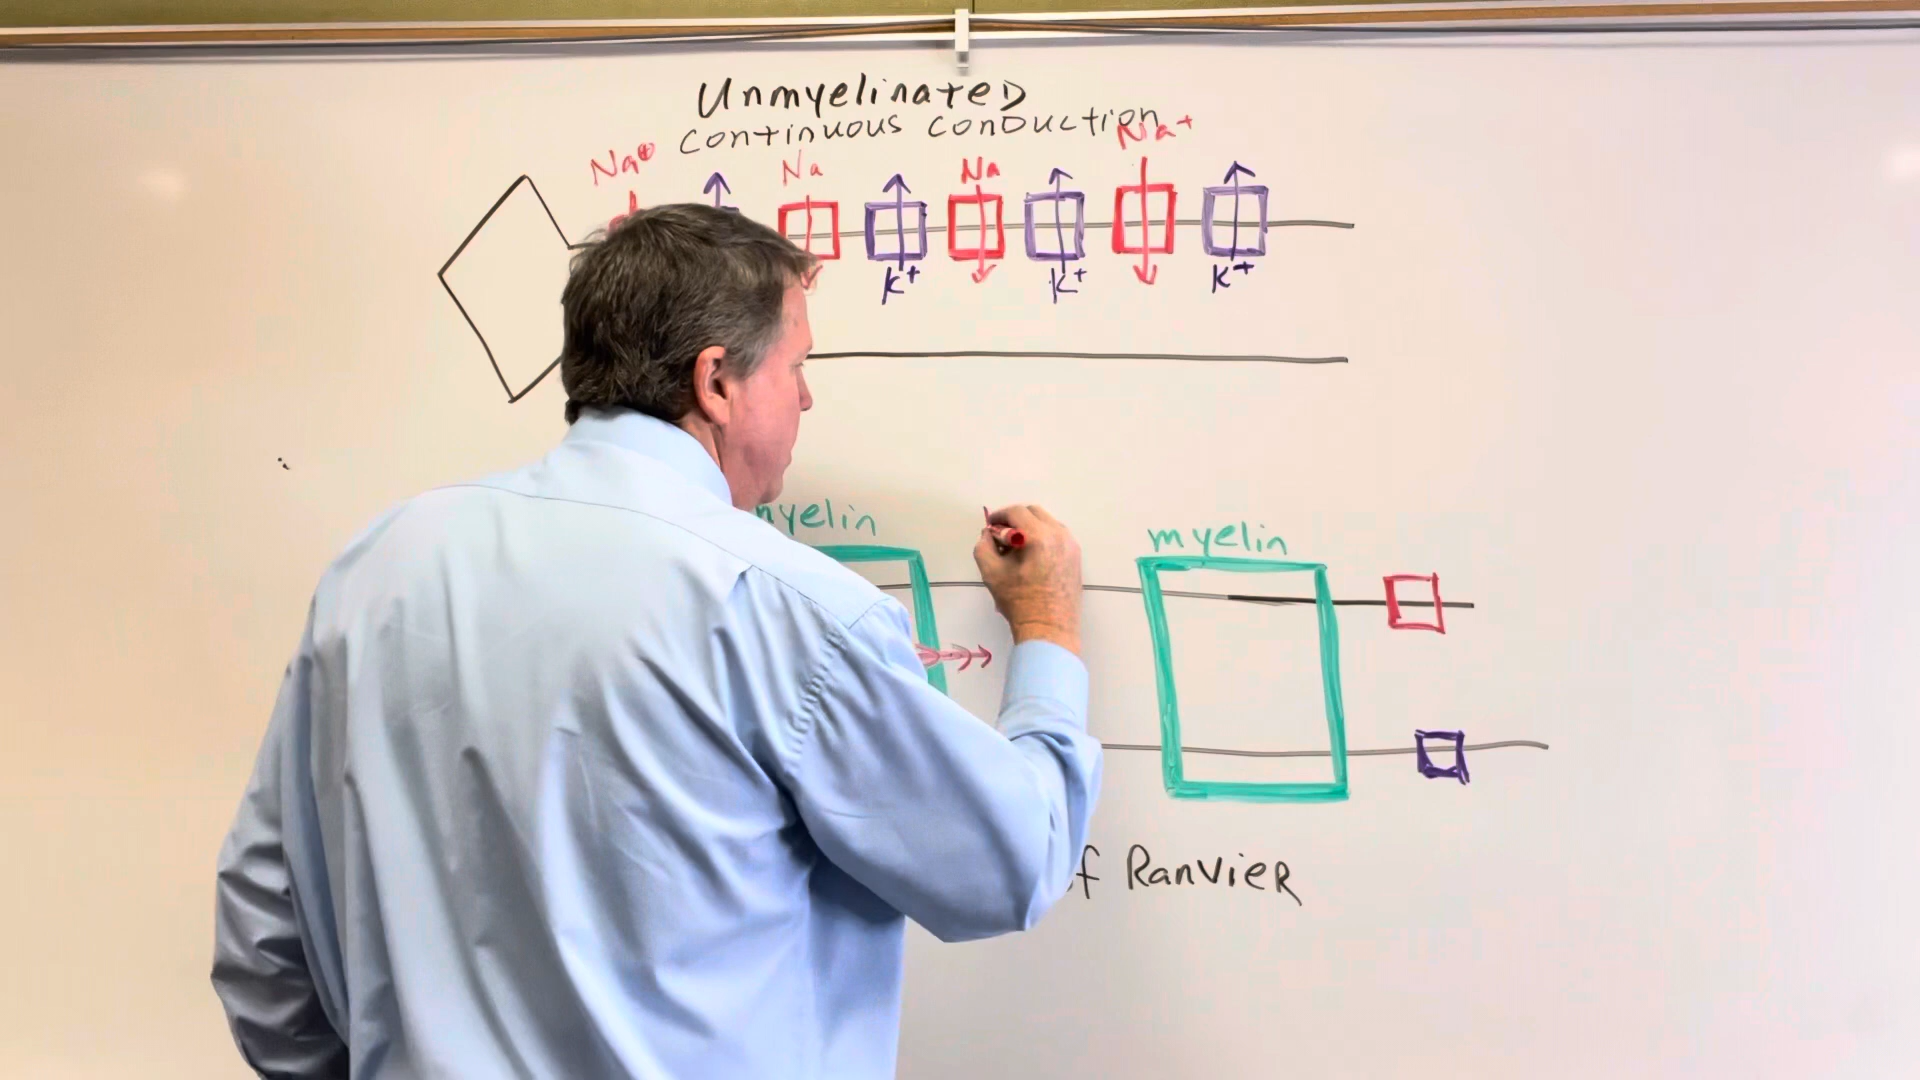 UnmyelinateD
continuous conDuction
Na⊕ Na Na Na+
K+ K+ K+
myelin myelin
of RanvieR